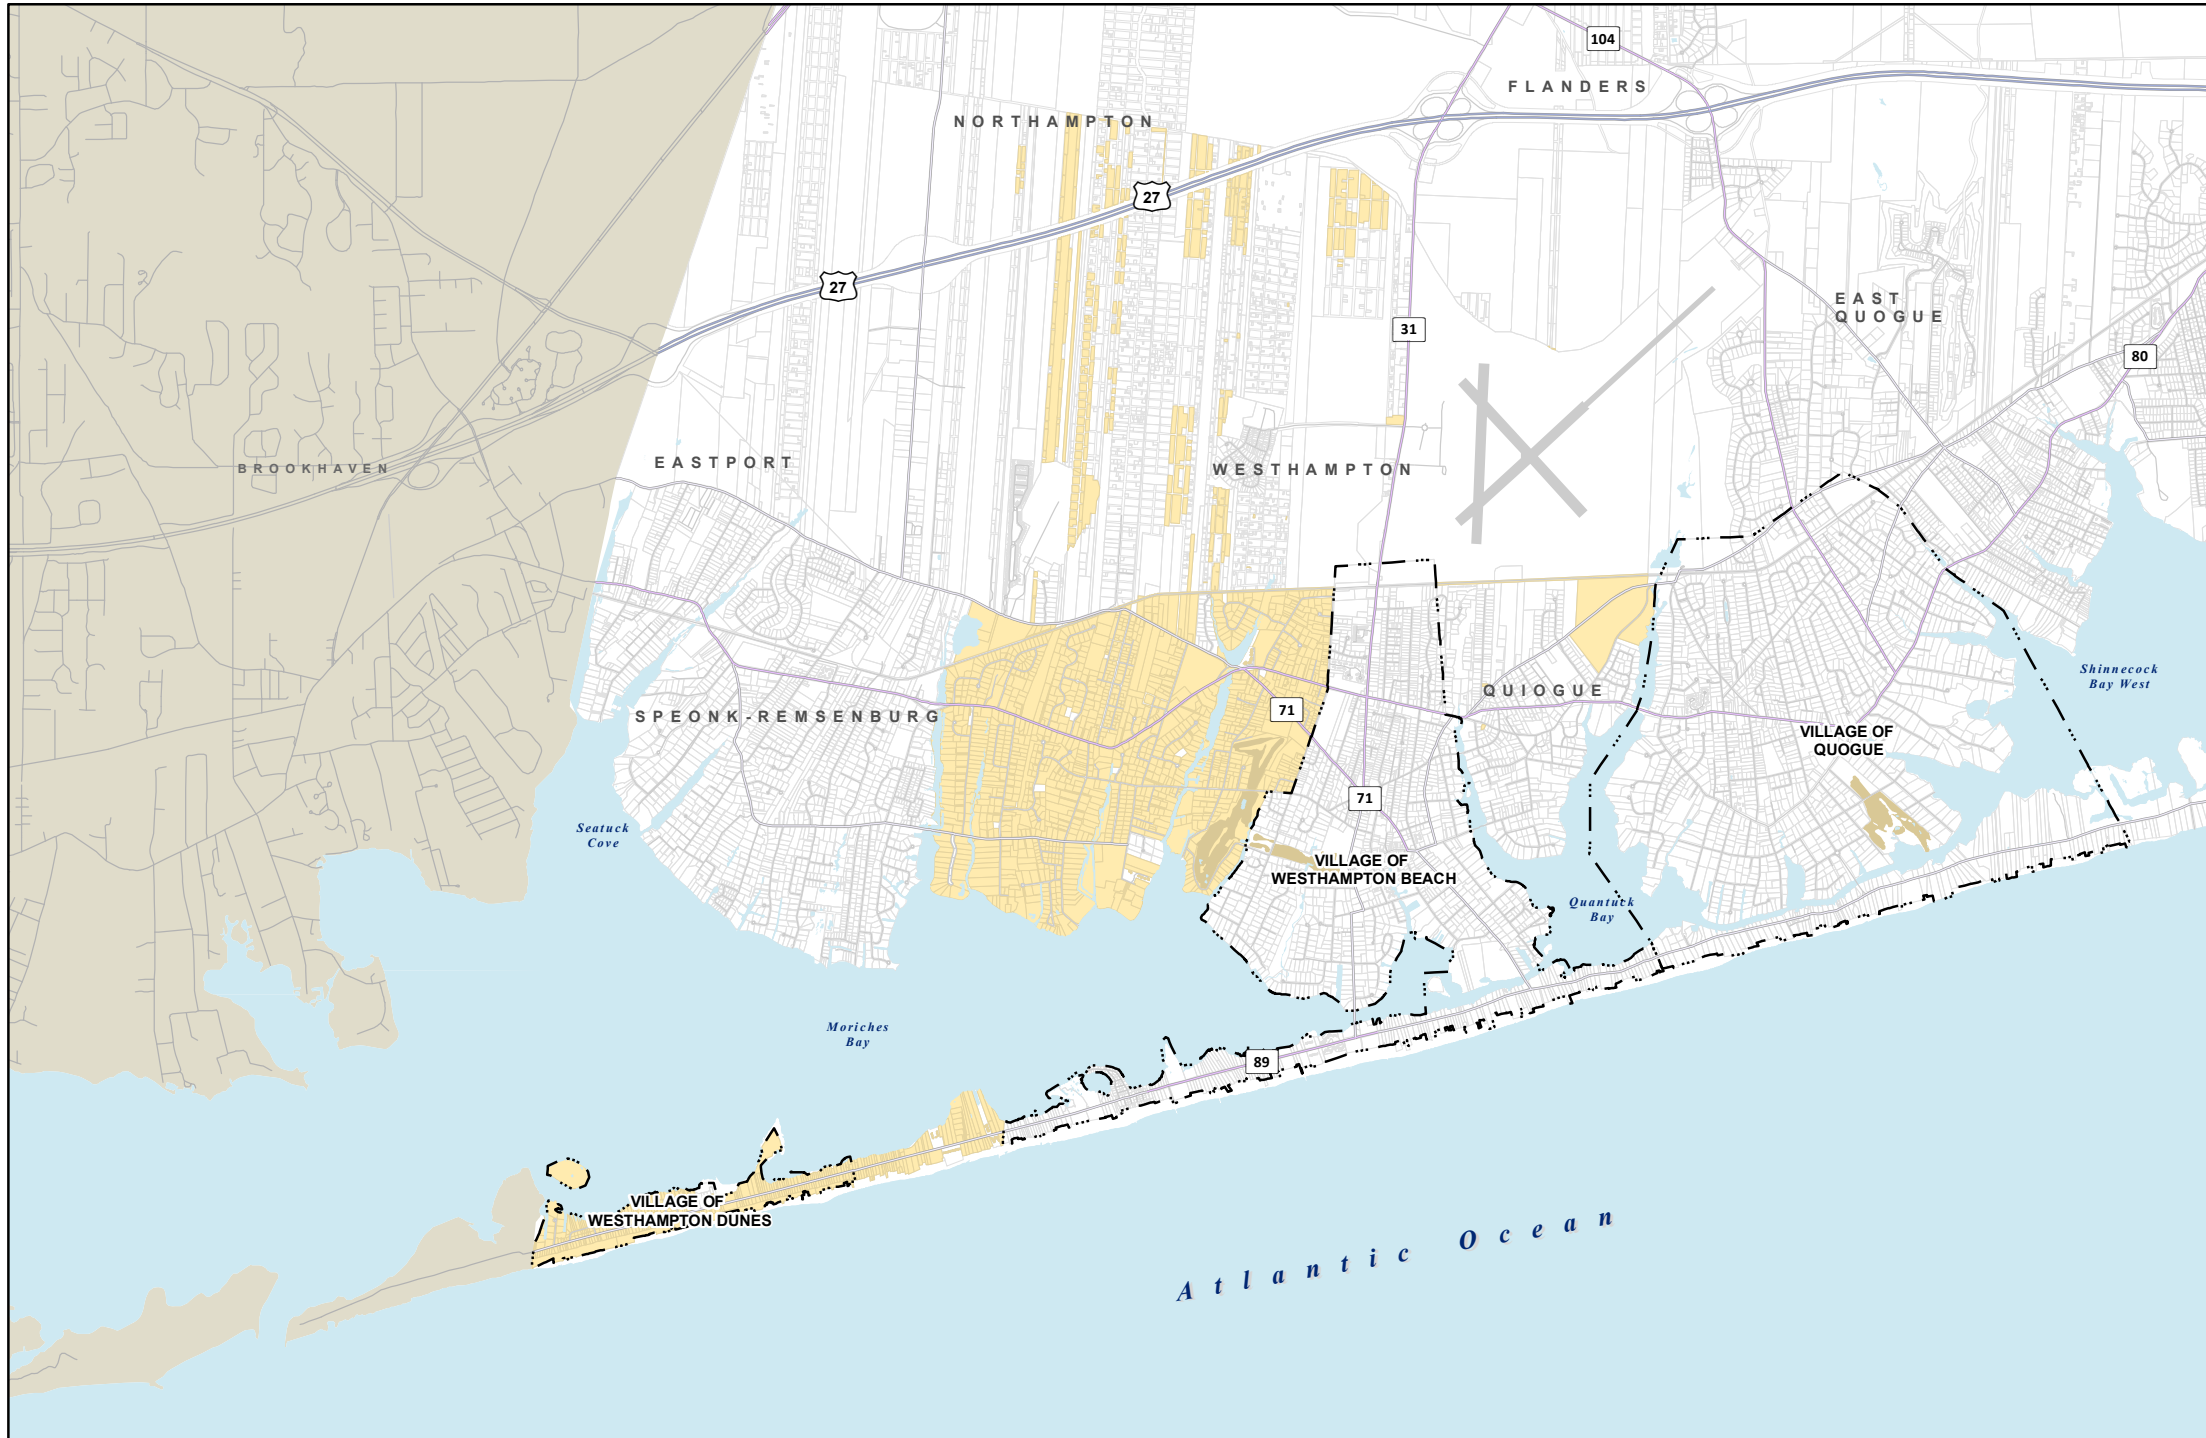 104
FLANDERS
NORTHAMPTON
27
27
EAST
QUOGUE
31
80
EASTPORT
BROOKHAVEN
WESTHAMPTON
Shinnecock
Bay West
QUIOGUE
SPEONK-REMSENBURG
71
VILLAGE OF
QUOGUE
71
Seatuck
Cove
VILLAGE OF
WESTHAMPTON BEACH
Quantuck
Bay
Moriches
Bay
89
VILLAGE OF
WESTHAMPTON DUNES
Atlantic Ocean